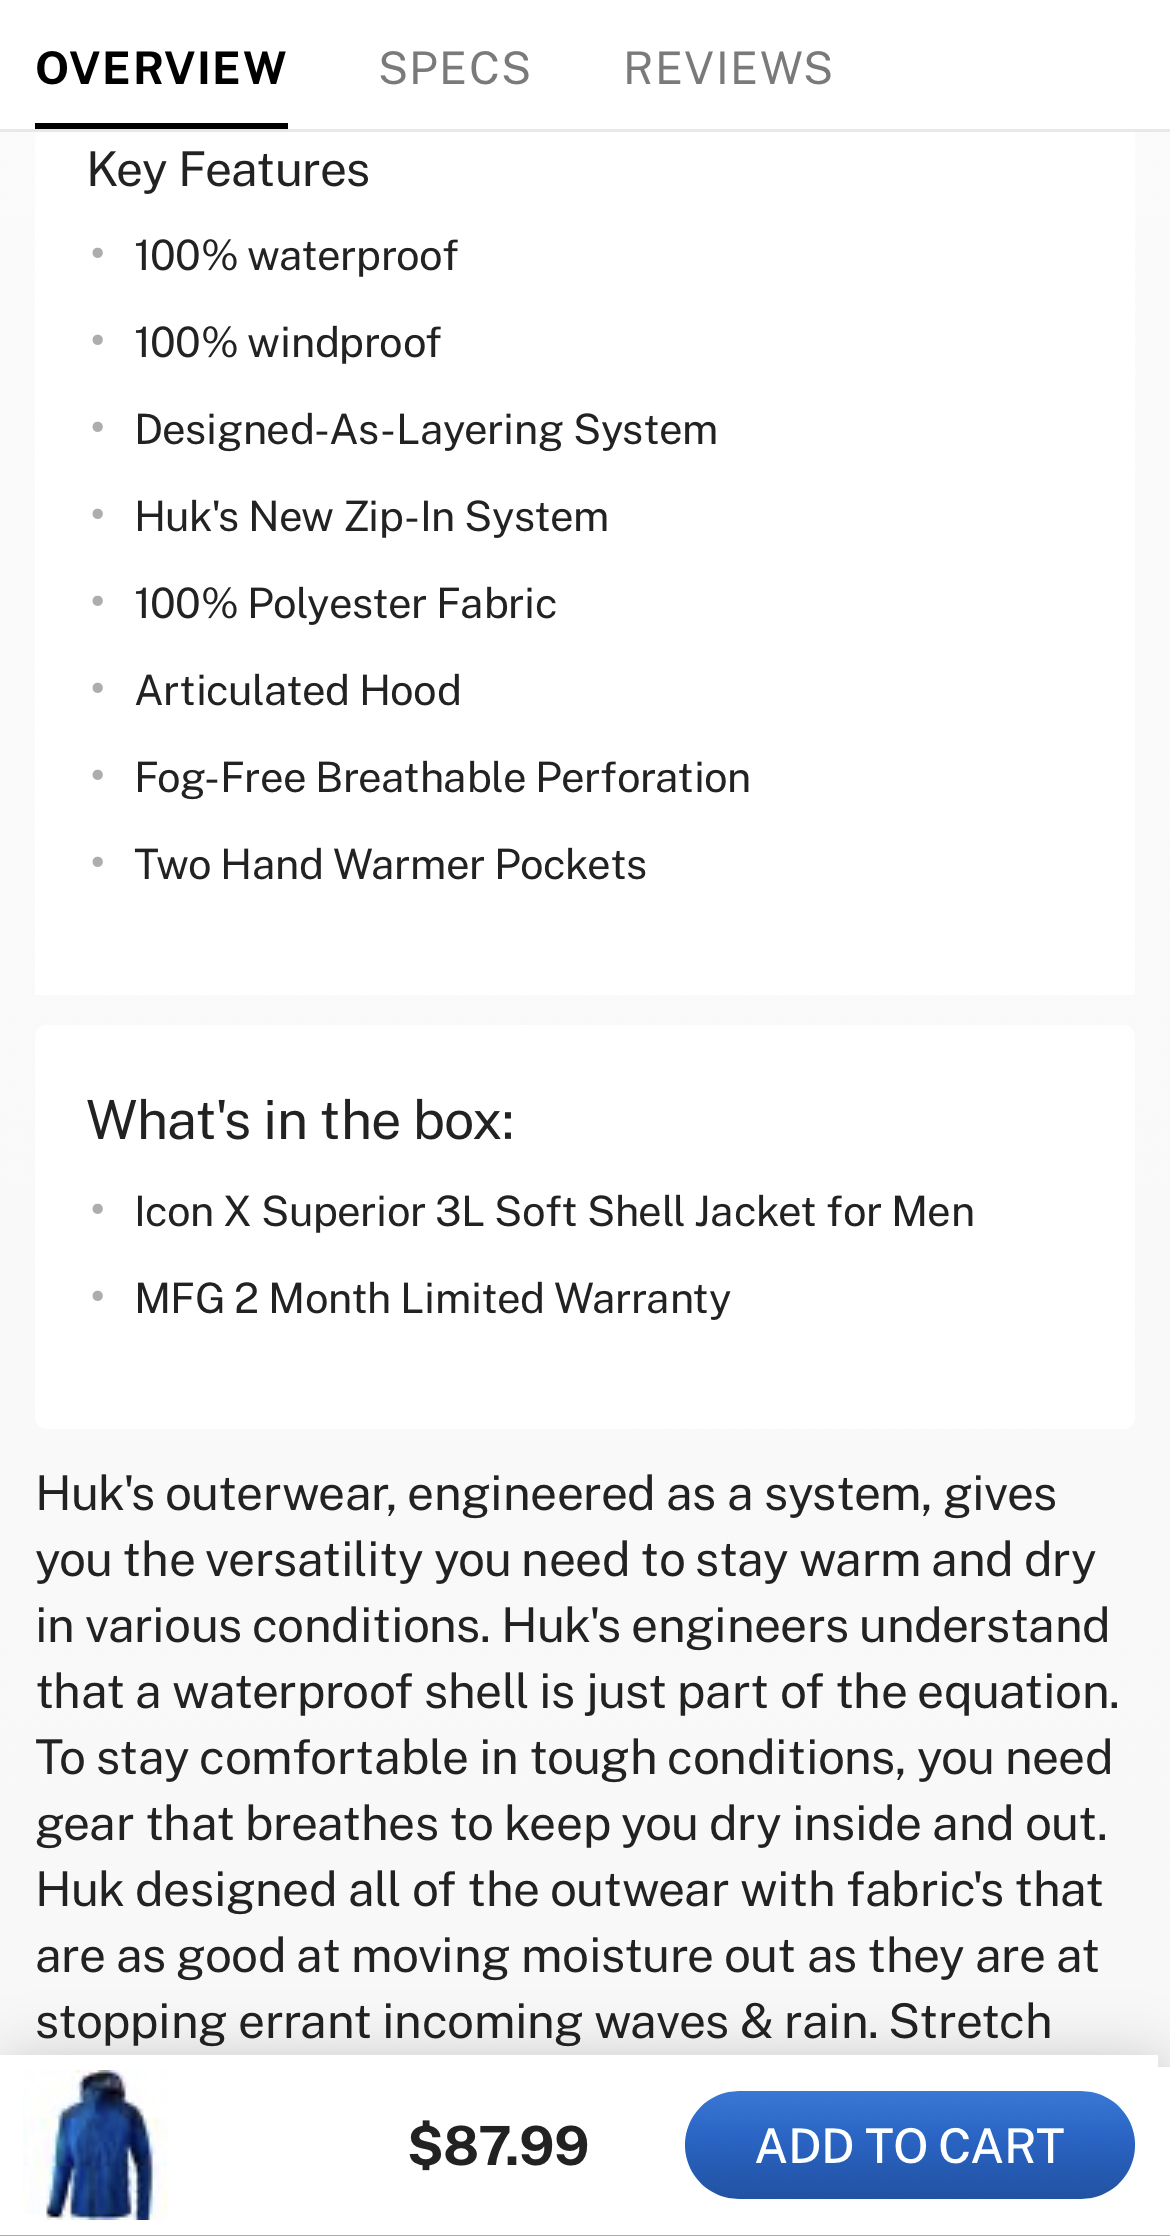 OVERVIEW SPECS REVIEWS
Key Features
• 100% waterproof
• 100% windproof
• Designed-As-Layering System
• Huk's New Zip-In System
• 100% Polyester Fabric
• Articulated Hood
• Fog-Free Breathable Perforation
• Two Hand Warmer Pockets
What's in the box:
• Icon X Superior 3L Soft Shell Jacket for Men
• MFG 2 Month Limited Warranty
Huk's outerwear, engineered as a system, gives
you the versatility you need to stay warm and dry
in various conditions. Huk's engineers understand
that a waterproof shell is just part of the equation.
To stay comfortable in tough conditions, you need
gear that breathes to keep you dry inside and out.
Huk designed all of the outwear with fabric's that
are as good at moving moisture out as they are at
stopping errant incoming waves & rain. Stretch
$87.99 ADD TO CART